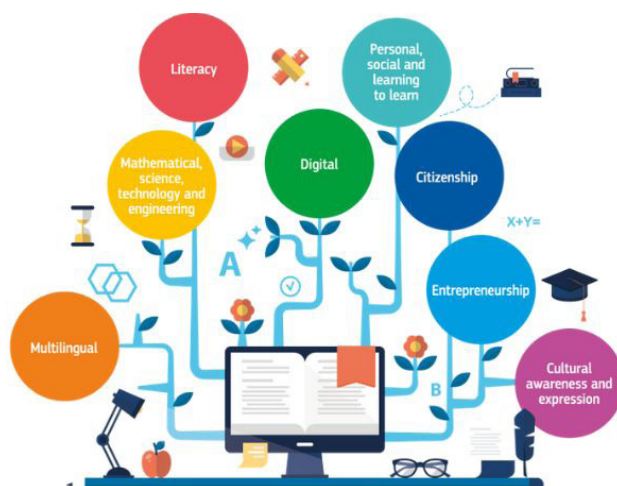 Literacy
Personal,
social and
learning
to learn
Mathematical,
science,
technology and
engineering
Digital
Citizenship
X+Y=
A
Entrepreneurship
Multilingual
Cultural
awareness and
expression
B